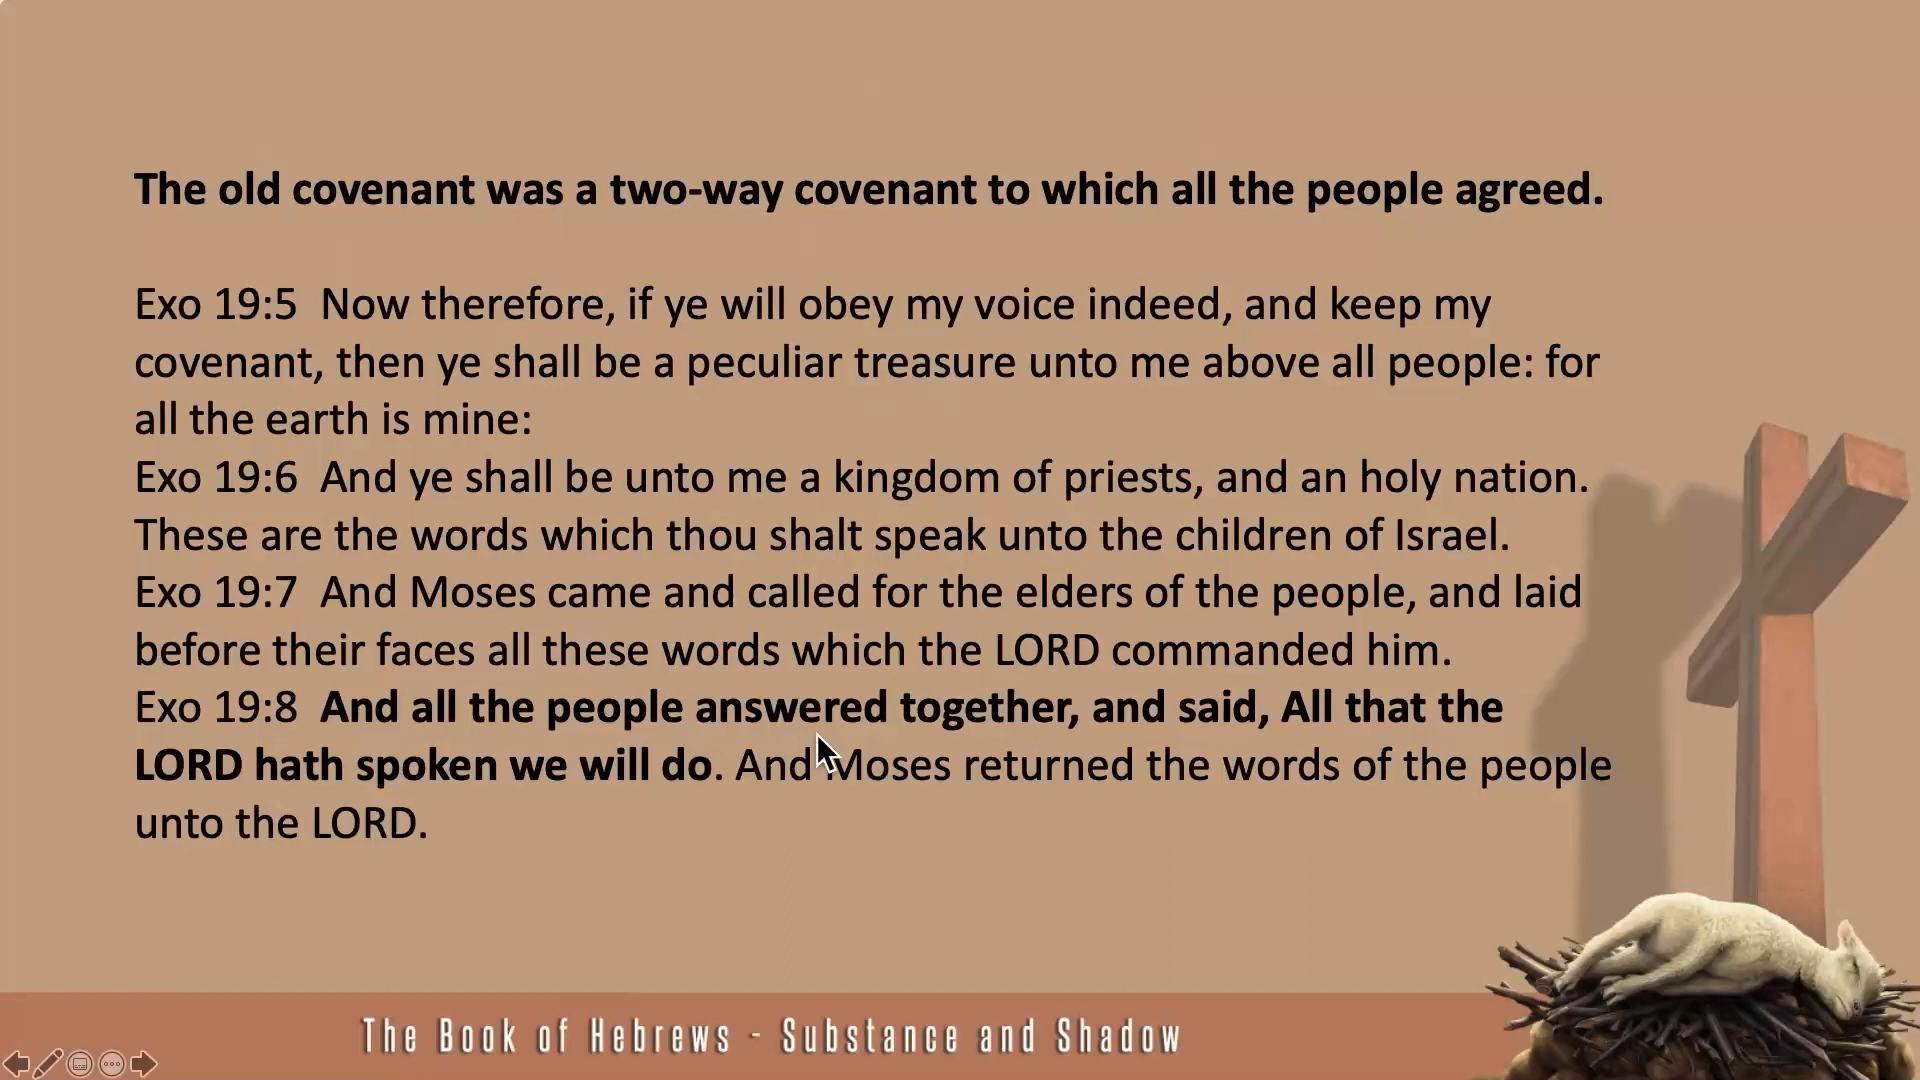 The old covenant was a two-way covenant to which all the people agreed.
Exo 19:5  Now therefore, if ye will obey my voice indeed, and keep my
covenant, then ye shall be a peculiar treasure unto me above all people: for
all the earth is mine:
Exo 19:6  And ye shall be unto me a kingdom of priests, and an holy nation.
These are the words which thou shalt speak unto the children of Israel.
Exo 19:7  And Moses came and called for the elders of the people, and laid
before their faces all these words which the LORD commanded him.
Exo 19:8  And all the people answered together, and said, All that the
LORD hath spoken we will do. And Moses returned the words of the people
unto the LORD.
The Book of Hebrews - Substance and Shadow